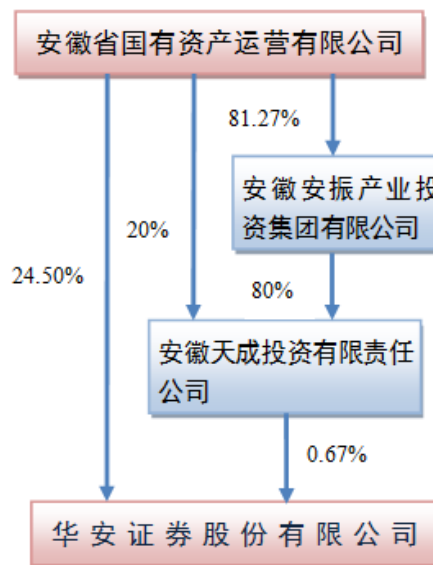 安徽省国有资产运营有限公司
81.27%
安徽安振产业投
资集团有限公司
20%
24.50%
80%
安徽天成投资有限责任
公司
0.67%
华安证券股份有限公司